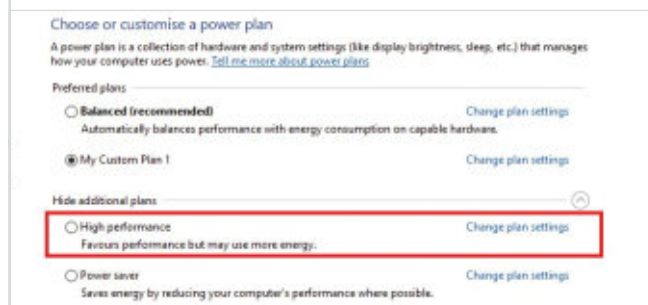 Choose or customise a power plan
A power plan is a collection of hardware and system settings (like display brightness, sleep, etc.) that manages
how your computer uses power. Tell me more about power plans
Preferred plans
Balanced (recommended) Change plan settings
Automatically balances performance with energy consumption on capable hardware.
My Custom Plan 1 Change plan settings
Hide additional plans
High performance Change plan settings
Favours performance but may use more energy.
Power saver Change plan settings
Saves energy by reducing your computer's performance where possible.